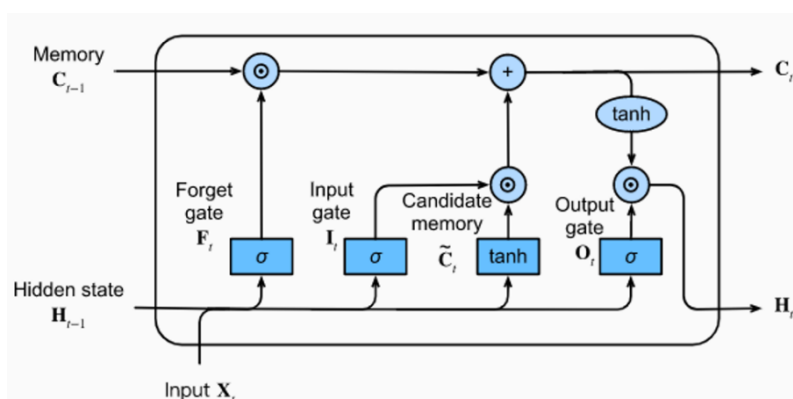 Memory
C_{t−1}
⊙
+
C_t
tanh
Forget
gate
F_t
Input
gate
I_t
Candidate
memory
C̃_t
⊙
Output
gate
O_t
⊙
σ
σ
tanh
σ
Hidden state
H_{t−1}
H_t
Input X